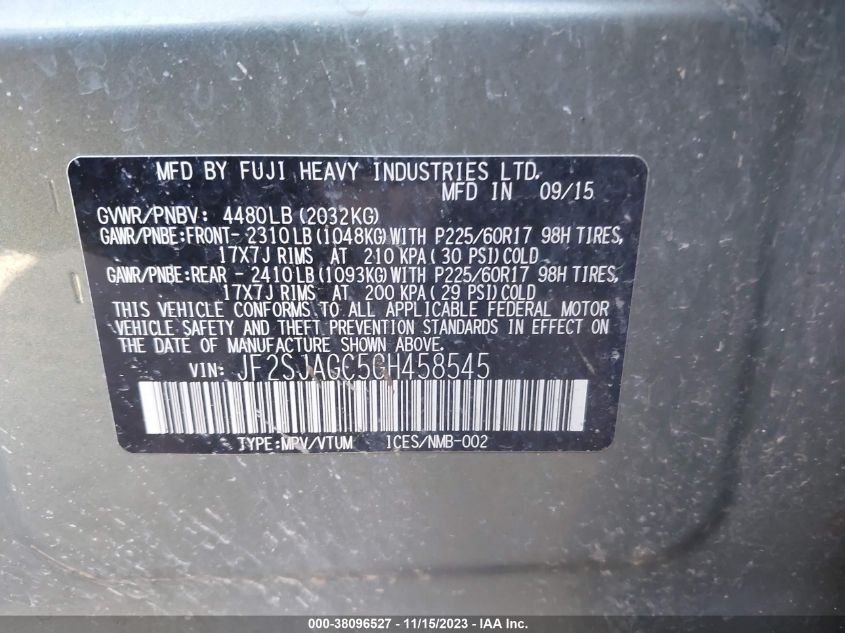 MFD BY FUJI HEAVY INDUSTRIES LTD.
MFD IN 09/15
GVWR/PNBV: 4480LB(2032KG)
GAWR/PNBE:FRONT- 2310LB(1048KG)WITH P225/60R17 98H TIRES,
17X7J RIMS AT 210 KPA( 30 PSI)COLD
GAWR/PNBE:REAR - 2410LB(1093KG)WITH P225/60R17 98H TIRES,
17X7J RIMS AT 200 KPA( 29 PSI)COLD
THIS VEHICLE CONFORMS TO ALL APPLICABLE FEDERAL MOTOR
VEHICLE SAFETY AND THEFT PREVENTION STANDARDS IN EFFECT ON
THE DATE OF MANUFACTURE SHOWN ABOVE.
VIN: JF2SJAGC5GH458545
TYPE:MPV/VTUM ICES/NMB-002
000-38096527 - 11/15/2023 - IAA Inc.